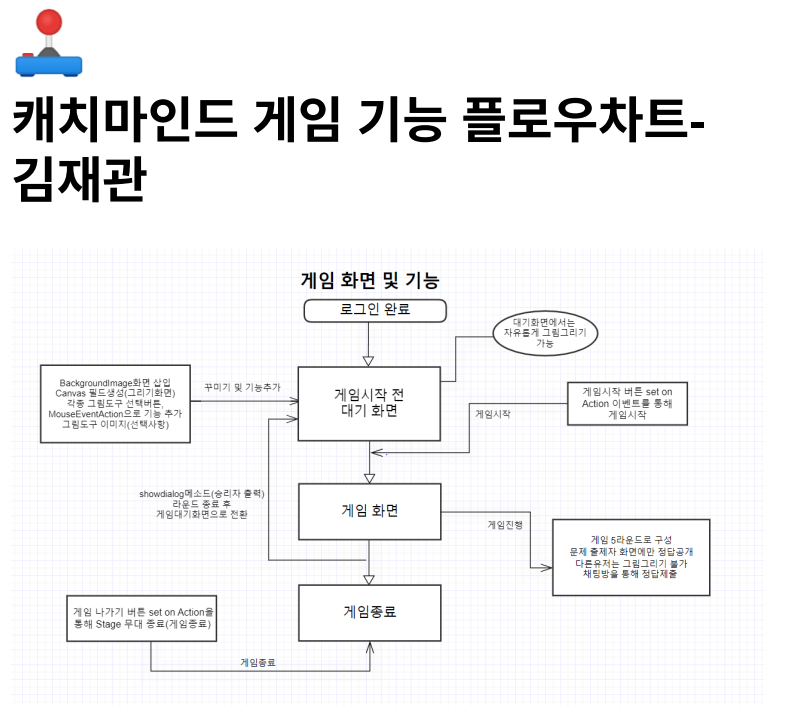 캐치마인드 게임 기능 플로우차트-
김재관
게임 화면 및 기능
로그인 완료
대기화면에서는
자유롭게 그림그리기
가능
BackgroundImage화면 삽입
Canvas 필드생성(그리기화면)
각종 그림도구 선택버튼,
MouseEventAction으로 기능 추가
그림도구 이미지(선택사항)
꾸미기 및 기능추가
게임시작 전
대기 화면
게임시작 버튼 set on
Action 이벤트를 통해
게임시작
게임시작
showdialog메소드(승리자 출력)
라운드 종료 후
게임대기화면으로 전환
게임 화면
게임진행
게임 5라운드로 구성
문제 출제자 화면에만 정답공개
다른유저는 그림그리기 불가
채팅방을 통해 정답제출
게임종료
게임 나가기 버튼 set on Action을
통해 Stage 무대 종료(게임종료)
게임종료